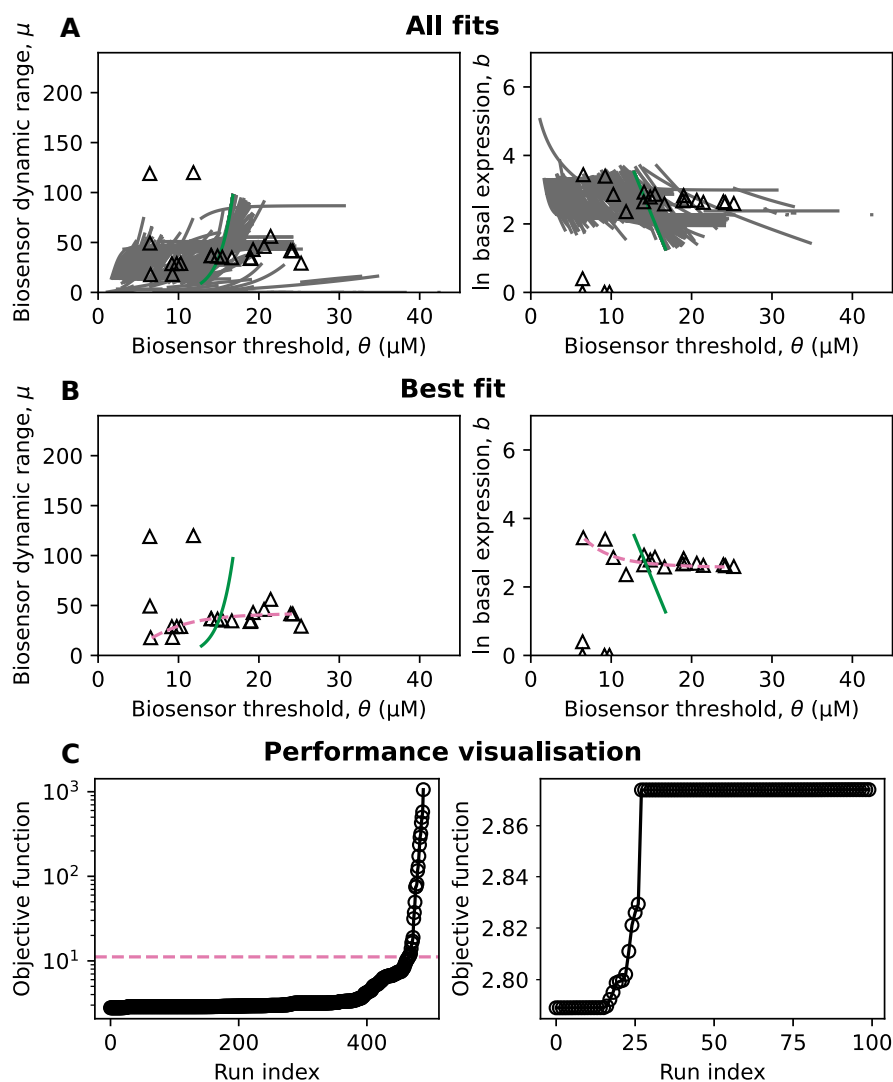 A
All fits
Biosensor dynamic range, μ
200
150
100
50
0
0 10 20 30 40
Biosensor threshold, θ (μM)
ln basal expression, b
6
4
2
0
0 10 20 30 40
Biosensor threshold, θ (μM)
B
Best fit
Biosensor dynamic range, μ
200
150
100
50
0
0 10 20 30 40
Biosensor threshold, θ (μM)
ln basal expression, b
6
4
2
0
0 10 20 30 40
Biosensor threshold, θ (μM)
C
Performance visualisation
Objective function
10³
10²
10¹
0 200 400
Run index
Objective function
2.86
2.84
2.82
2.80
0 25 50 75 100
Run index